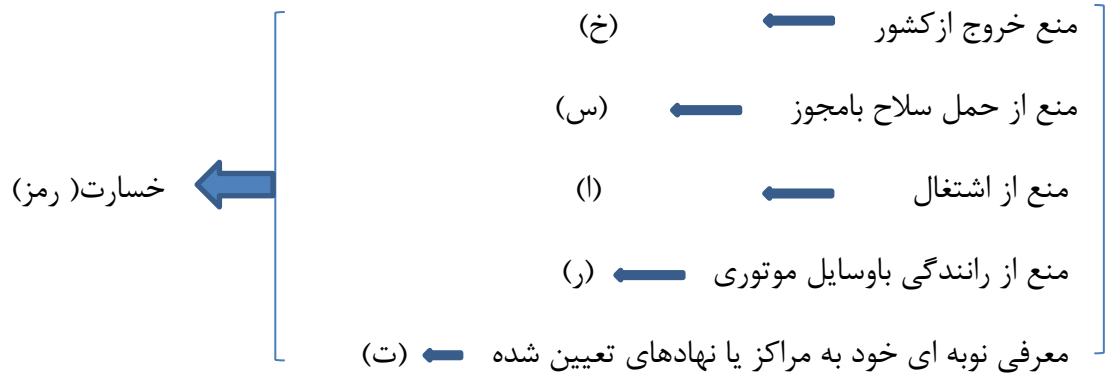 منع خروج ازکشور (خ)
منع از حمل سلاح بامجوز (س)
منع از اشتغال (ا)
خسارت( رمز)
منع از رانندگی باوسایل موتوری (ر)
معرفی نوبه ای خود به مراکز یا نهادهای تعیین شده (ت)